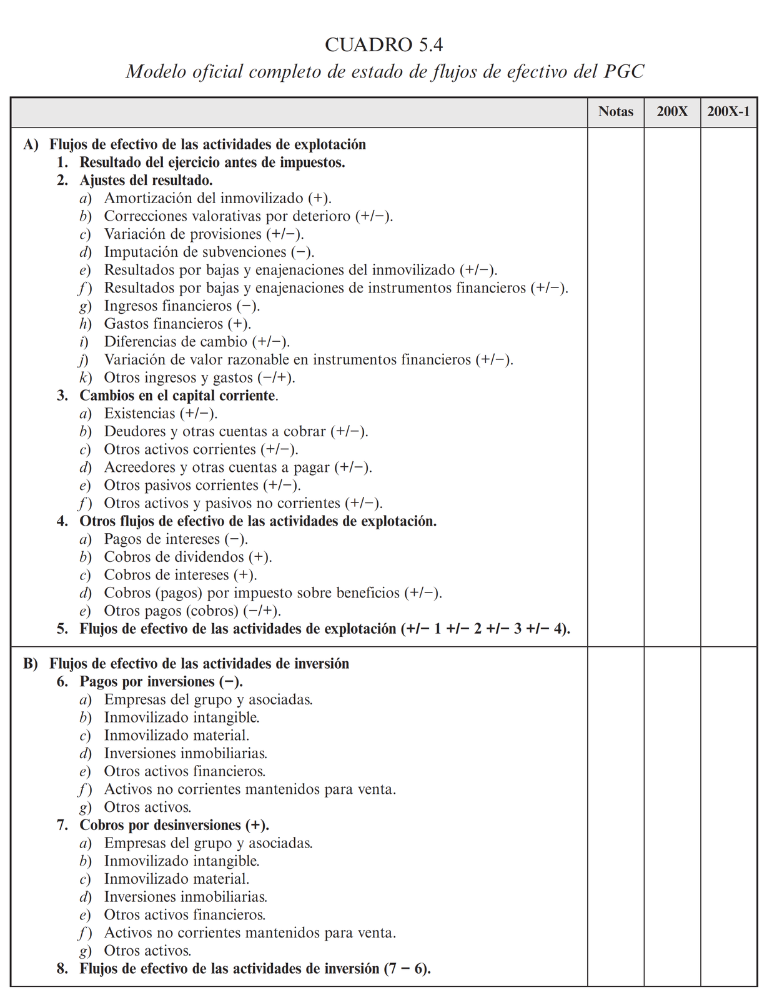 CUADRO 5.4
Modelo oficial completo de estado de flujos de efectivo del PGC
Notas 200X 200X-1
A) Flujos de efectivo de las actividades de explotación
1. Resultado del ejercicio antes de impuestos.
2. Ajustes del resultado.
a) Amortización del inmovilizado (+).
b) Correcciones valorativas por deterioro (+/−).
c) Variación de provisiones (+/−).
d) Imputación de subvenciones (−).
e) Resultados por bajas y enajenaciones del inmovilizado (+/−).
f) Resultados por bajas y enajenaciones de instrumentos financieros (+/−).
g) Ingresos financieros (−).
h) Gastos financieros (+).
i) Diferencias de cambio (+/−).
j) Variación de valor razonable en instrumentos financieros (+/−).
k) Otros ingresos y gastos (−/+).
3. Cambios en el capital corriente.
a) Existencias (+/−).
b) Deudores y otras cuentas a cobrar (+/−).
c) Otros activos corrientes (+/−).
d) Acreedores y otras cuentas a pagar (+/−).
e) Otros pasivos corrientes (+/−).
f) Otros activos y pasivos no corrientes (+/−).
4. Otros flujos de efectivo de las actividades de explotación.
a) Pagos de intereses (−).
b) Cobros de dividendos (+).
c) Cobros de intereses (+).
d) Cobros (pagos) por impuesto sobre beneficios (+/−).
e) Otros pagos (cobros) (−/+).
5. Flujos de efectivo de las actividades de explotación (+/− 1 +/− 2 +/− 3 +/− 4).
B) Flujos de efectivo de las actividades de inversión
6. Pagos por inversiones (−).
a) Empresas del grupo y asociadas.
b) Inmovilizado intangible.
c) Inmovilizado material.
d) Inversiones inmobiliarias.
e) Otros activos financieros.
f) Activos no corrientes mantenidos para venta.
g) Otros activos.
7. Cobros por desinversiones (+).
a) Empresas del grupo y asociadas.
b) Inmovilizado intangible.
c) Inmovilizado material.
d) Inversiones inmobiliarias.
e) Otros activos financieros.
f) Activos no corrientes mantenidos para venta.
g) Otros activos.
8. Flujos de efectivo de las actividades de inversión (7 − 6).